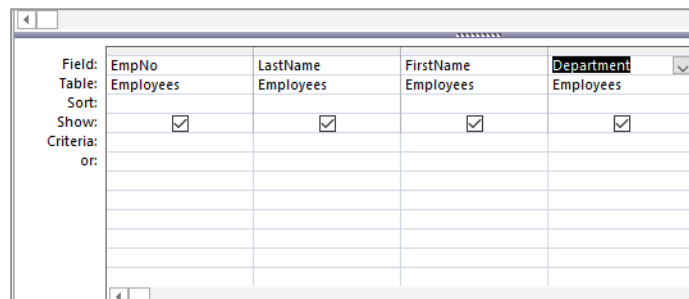 Field: EmpNo LastName FirstName Department
Table: Employees Employees Employees Employees
Sort:
Show:
Criteria:
or: